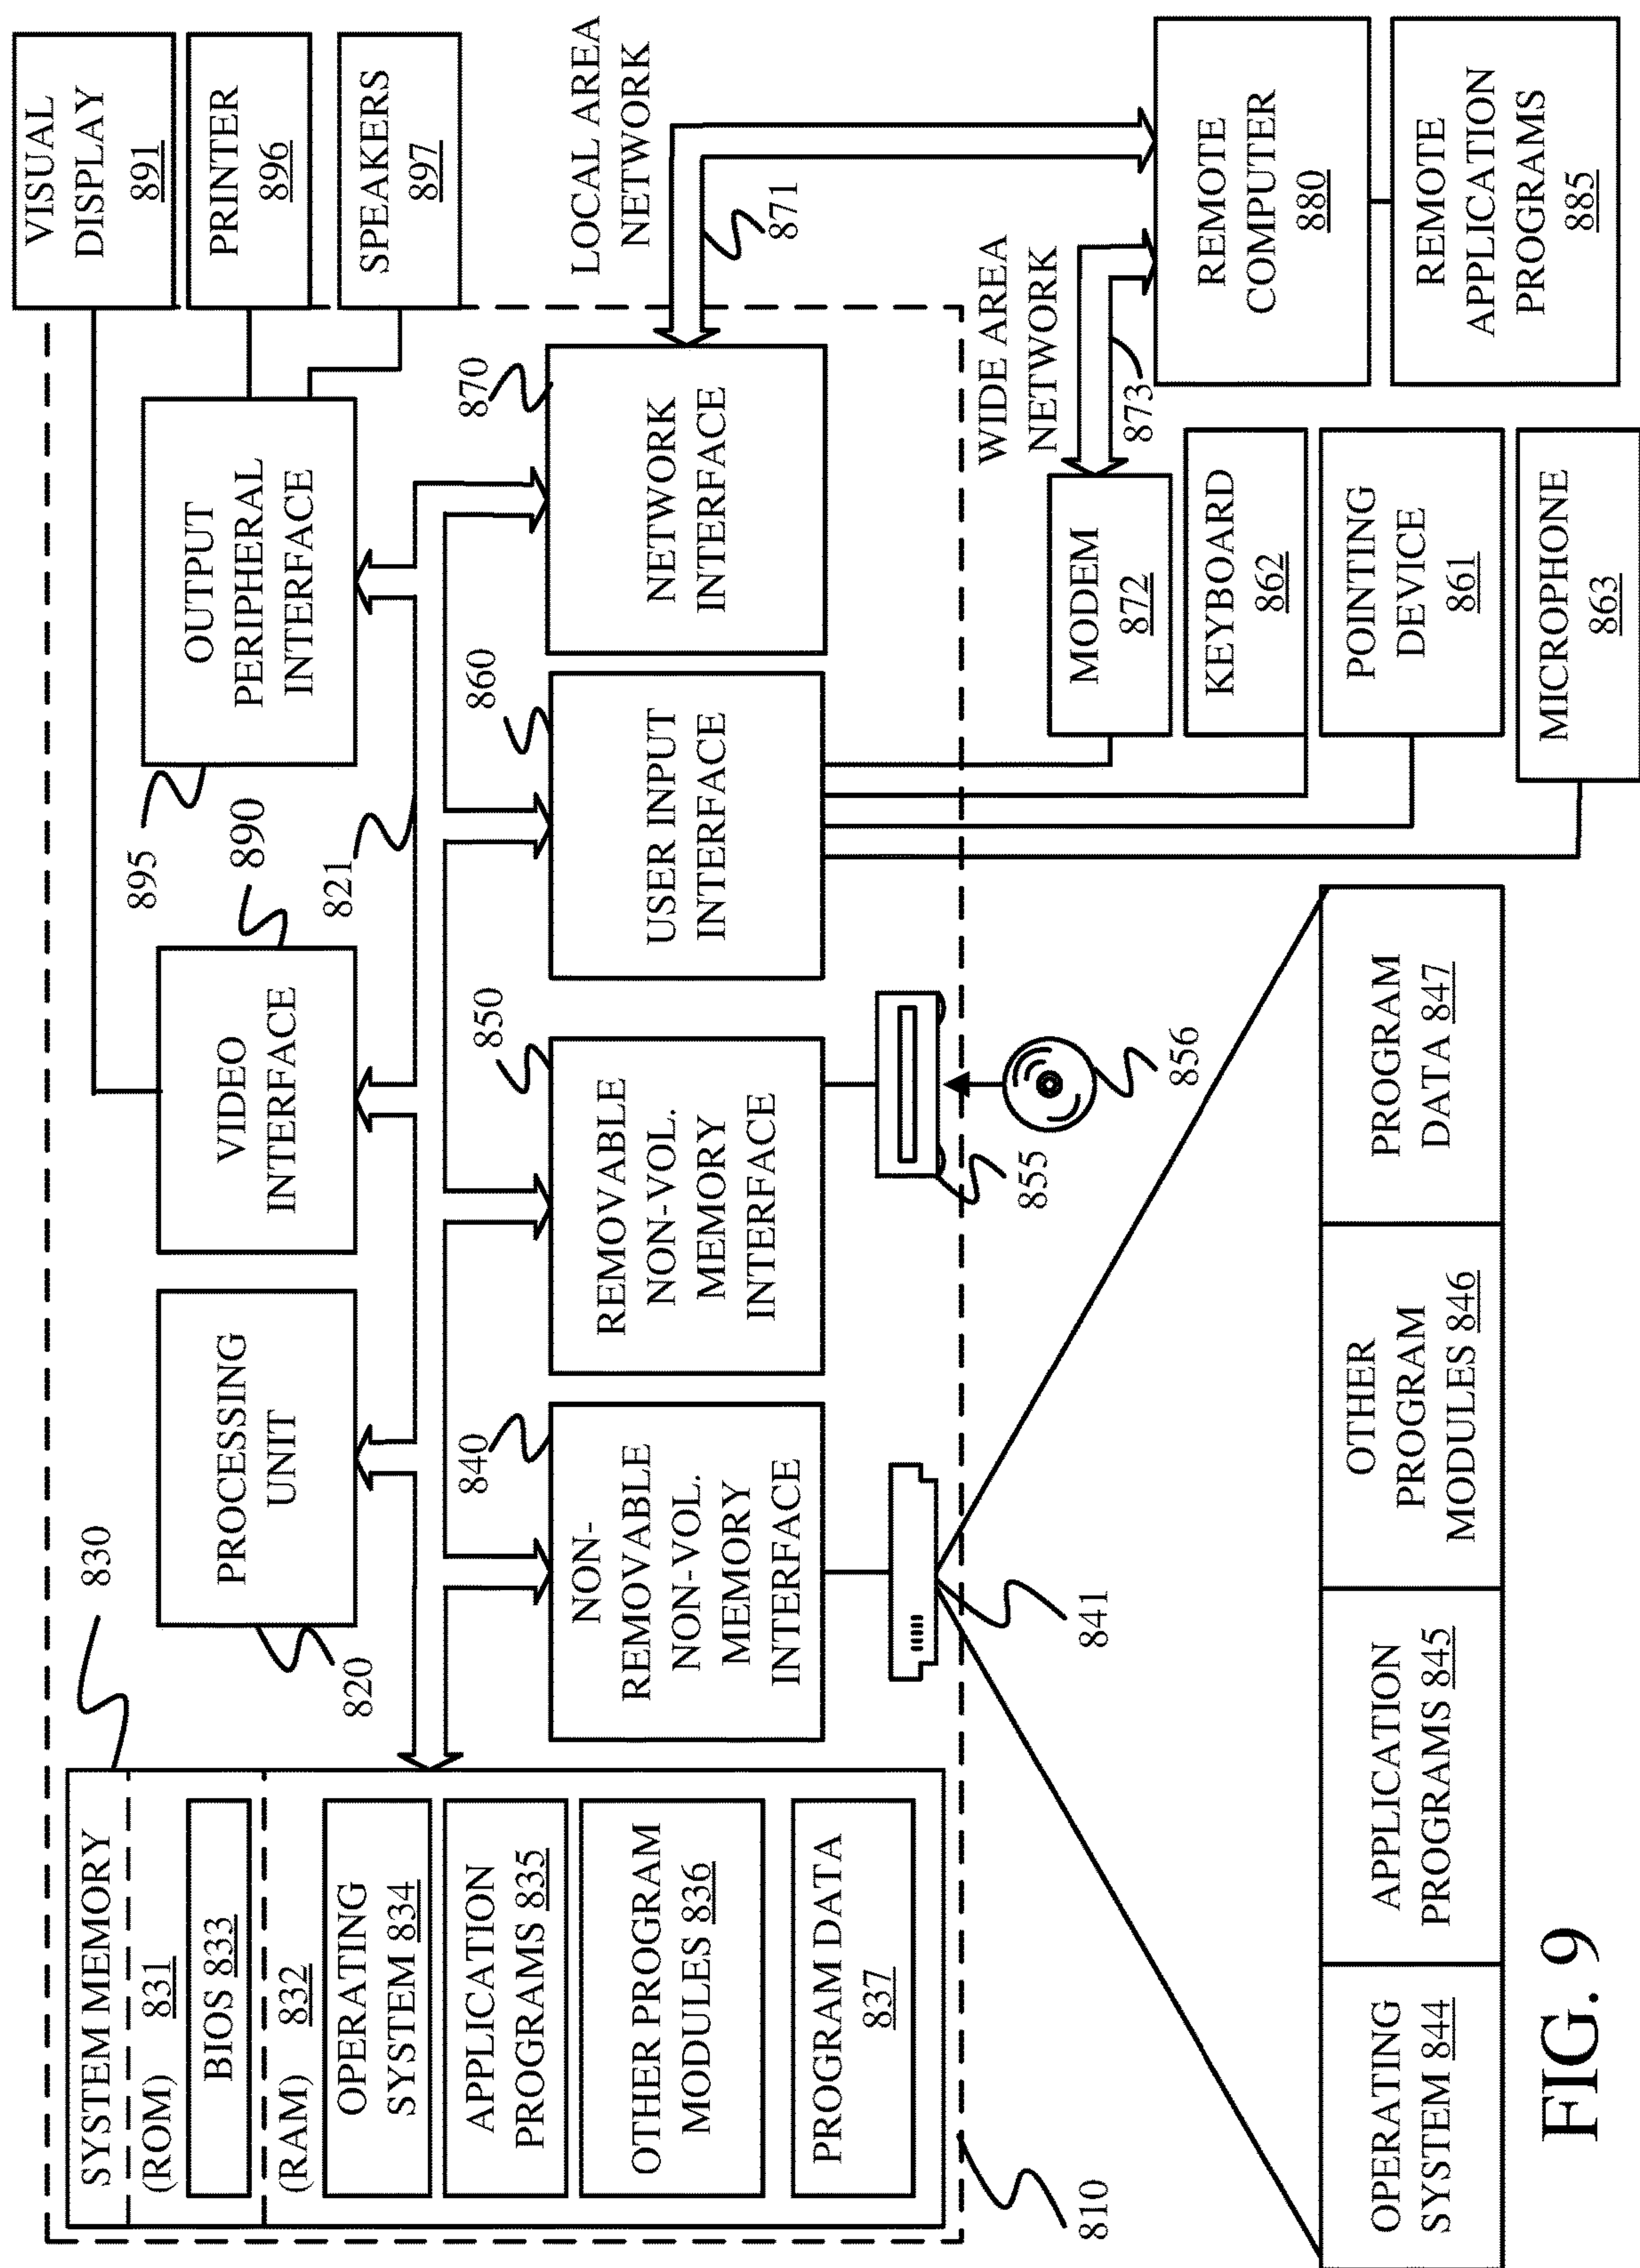 SYSTEM MEMORY
(ROM) 831
BIOS 833
(RAM) 832
OPERATING
SYSTEM 834
APPLICATION
PROGRAMS 835
OTHER PROGRAM
MODULES 836
PROGRAM DATA
837
830
820
PROCESSING
UNIT
VIDEO
INTERFACE
890
895
OUTPUT
PERIPHERAL
INTERFACE
821
VISUAL
DISPLAY
891
PRINTER
896
SPEAKERS
897
840
NON-
REMOVABLE
NON-VOL.
MEMORY
INTERFACE
850
REMOVABLE
NON-VOL.
MEMORY
INTERFACE
860
USER INPUT
INTERFACE
870
NETWORK
INTERFACE
LOCAL AREA
NETWORK
871
810
841
855
856
WIDE AREA
NETWORK
873
MODEM
872
KEYBOARD
862
POINTING
DEVICE
861
MICROPHONE
863
REMOTE
COMPUTER
880
REMOTE
APPLICATION
PROGRAMS
885
OPERATING
SYSTEM 844
APPLICATION
PROGRAMS 845
OTHER
PROGRAM
MODULES 846
PROGRAM
DATA 847
FIG. 9